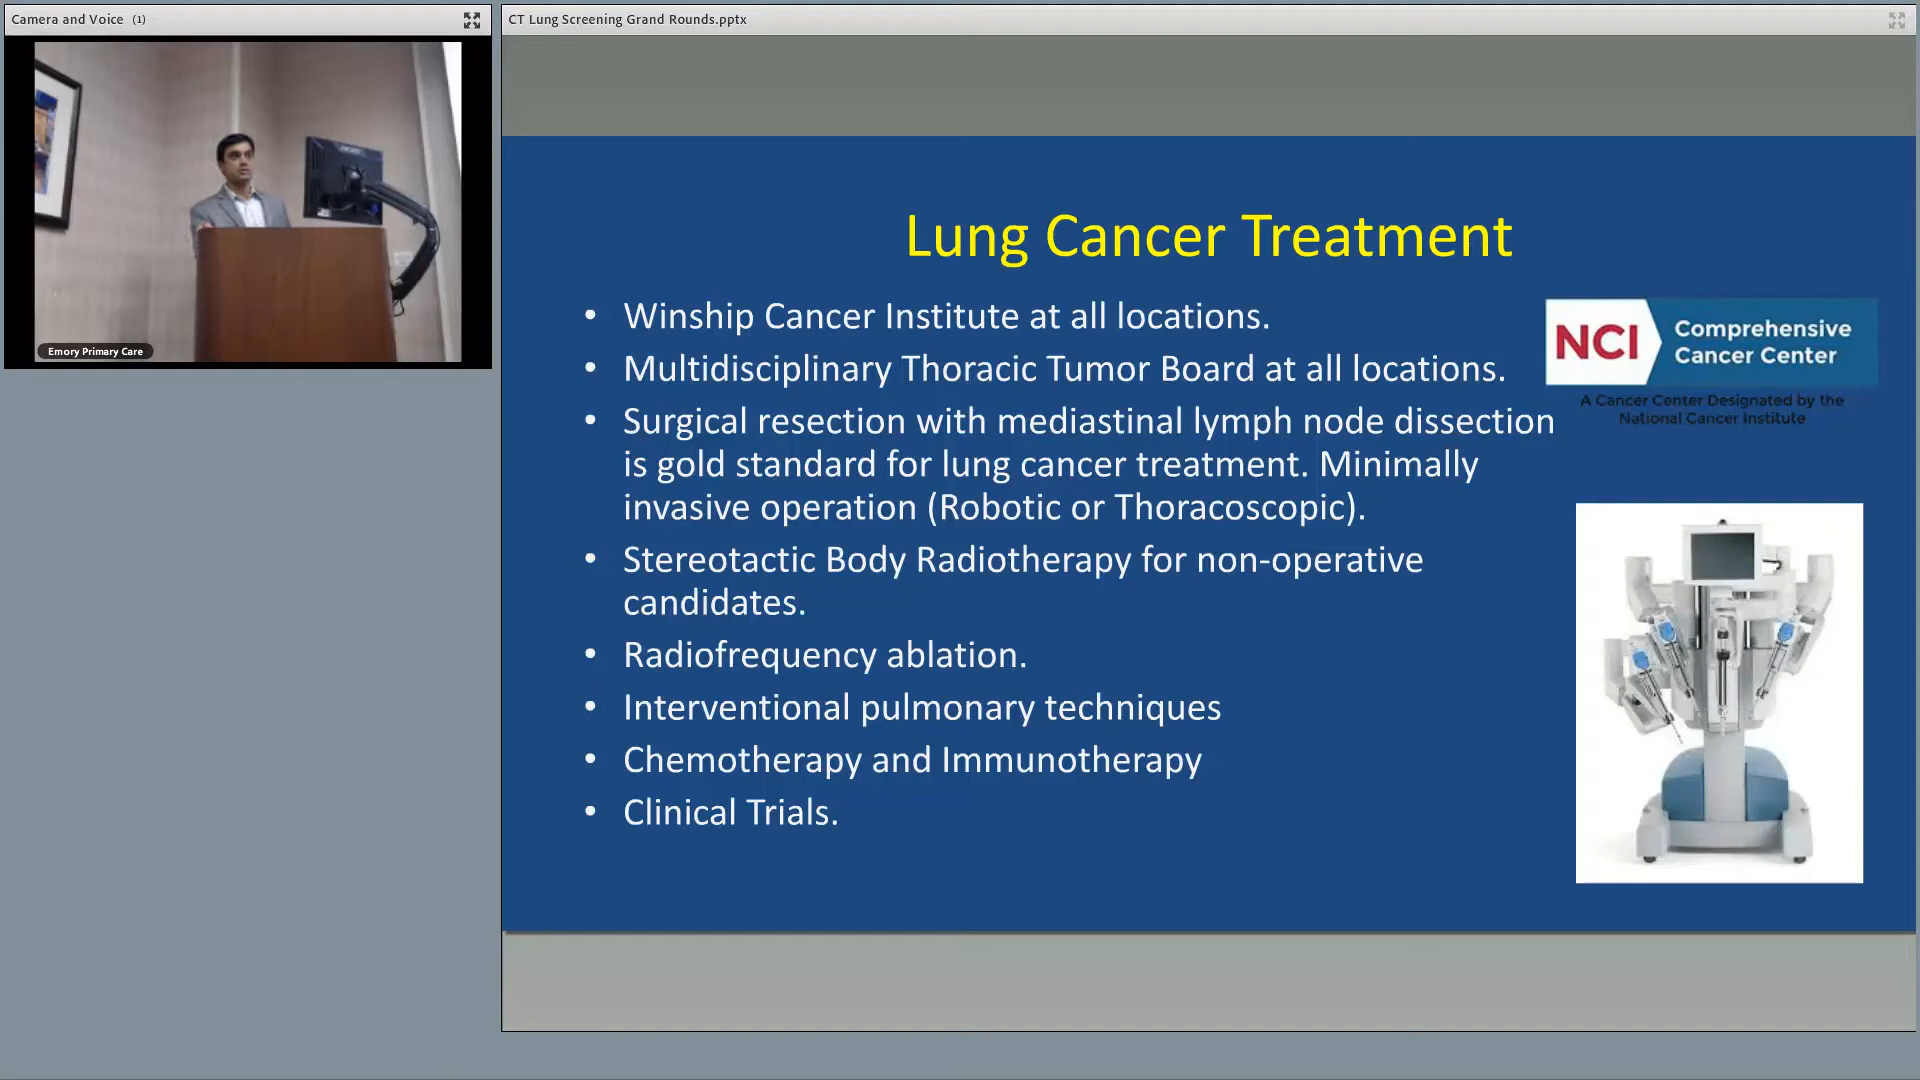 Camera and Voice (1)
CT Lung Screening Grand Rounds.pptx
Emory Primary Care
Lung Cancer Treatment
• Winship Cancer Institute at all locations.
• Multidisciplinary Thoracic Tumor Board at all locations.
• Surgical resection with mediastinal lymph node dissection
is gold standard for lung cancer treatment. Minimally
invasive operation (Robotic or Thoracoscopic).
• Stereotactic Body Radiotherapy for non-operative
candidates.
• Radiofrequency ablation.
• Interventional pulmonary techniques
• Chemotherapy and Immunotherapy
• Clinical Trials.
NCI
Comprehensive
Cancer Center
A Cancer Center Designated by the
National Cancer Institute